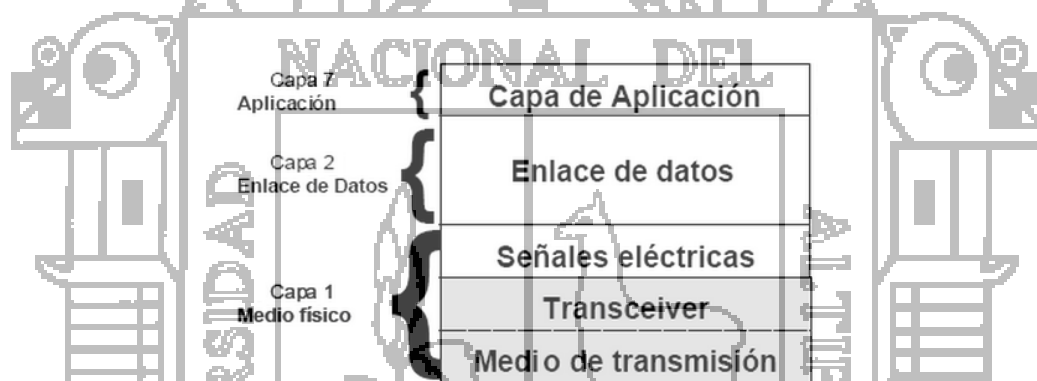 NACIONAL DEL
Capa 7
Aplicación
Capa de Aplicación
Capa 2
Enlace de Datos
Enlace de datos
Señales eléctricas
Capa 1
Medio físico
Transceiver
Medio de transmisión